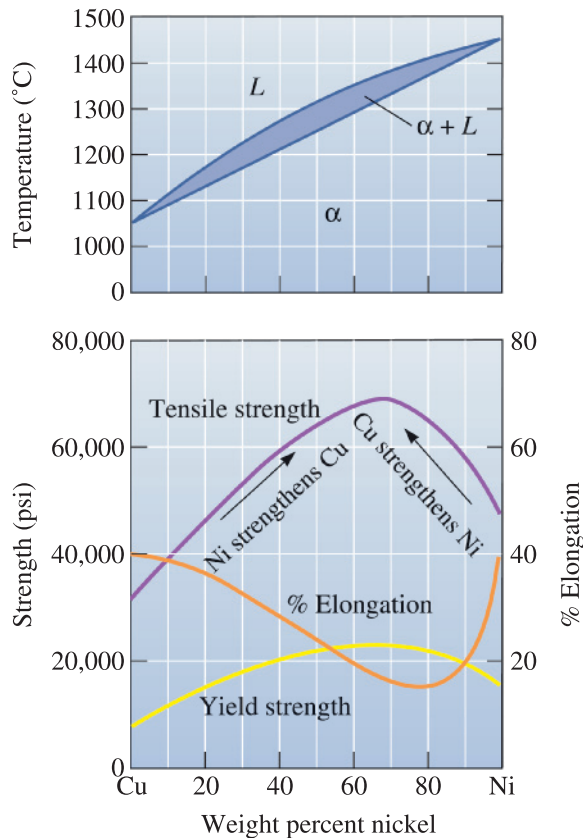 1500
1400
1300
1200
1100
1000
0
Temperature (°C)
L
α + L
α
80,000
60,000
40,000
20,000
0
Strength (psi)
80
60
40
20
0
% Elongation
Tensile strength
Ni strengthens Cu
Cu strengthens Ni
% Elongation
Yield strength
Cu 20 40 60 80 Ni
Weight percent nickel